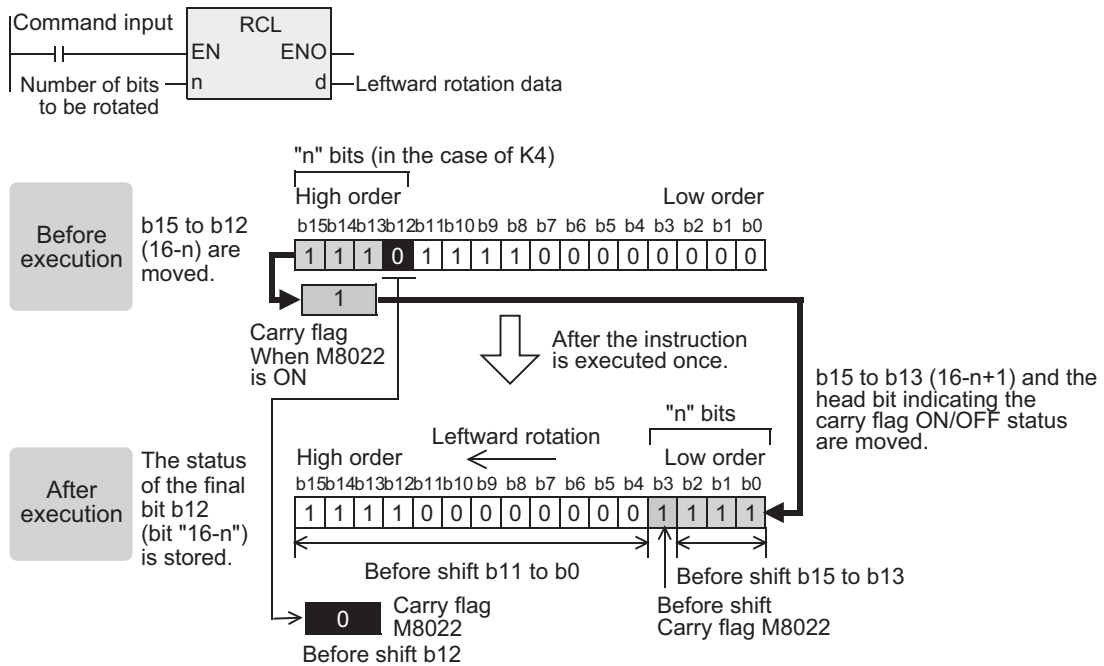 Command input
RCL
EN ENO
Number of bits
to be rotated
n d
Leftward rotation data
"n" bits (in the case of K4)
High order Low order
Before
execution
b15 to b12
(16-n) are
moved.
b15b14b13b12b11b10 b9 b8 b7 b6 b5 b4 b3 b2 b1 b0
1 1 1 0 1 1 1 1 0 0 0 0 0 0 0 0
1
Carry flag
When M8022
is ON
After the instruction
is executed once.
b15 to b13 (16-n+1) and the
head bit indicating the
carry flag ON/OFF status
are moved.
"n" bits
Leftward rotation
High order Low order
After
execution
The status
of the final
bit b12
(bit "16-n")
is stored.
b15b14b13b12b11b10 b9 b8 b7 b6 b5 b4 b3 b2 b1 b0
1 1 1 1 0 0 0 0 0 0 0 0 1 1 1 1
Before shift b11 to b0
Before shift b15 to b13
Before shift
Carry flag M8022
0
Carry flag
M8022
Before shift b12